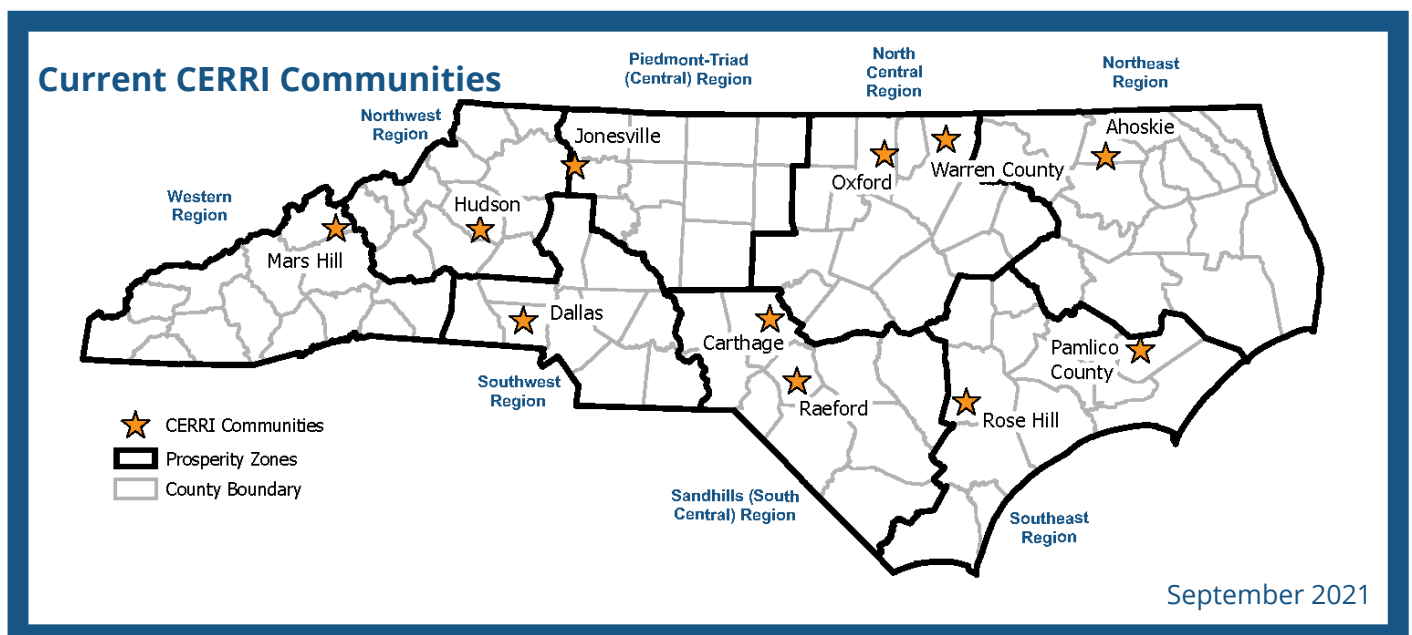 Current CERRI Communities
Piedmont-Triad
(Central) Region
North
Central
Region
Northeast
Region
Northwest
Region
Western
Region
Jonesville
Ahoskie
Oxford
Warren County
Hudson
Mars Hill
Dallas
Carthage
Pamlico
County
Raeford
Rose Hill
Southwest
Region
CERRI Communities
Prosperity Zones
County Boundary
Sandhills (South
Central) Region
Southeast
Region
September 2021